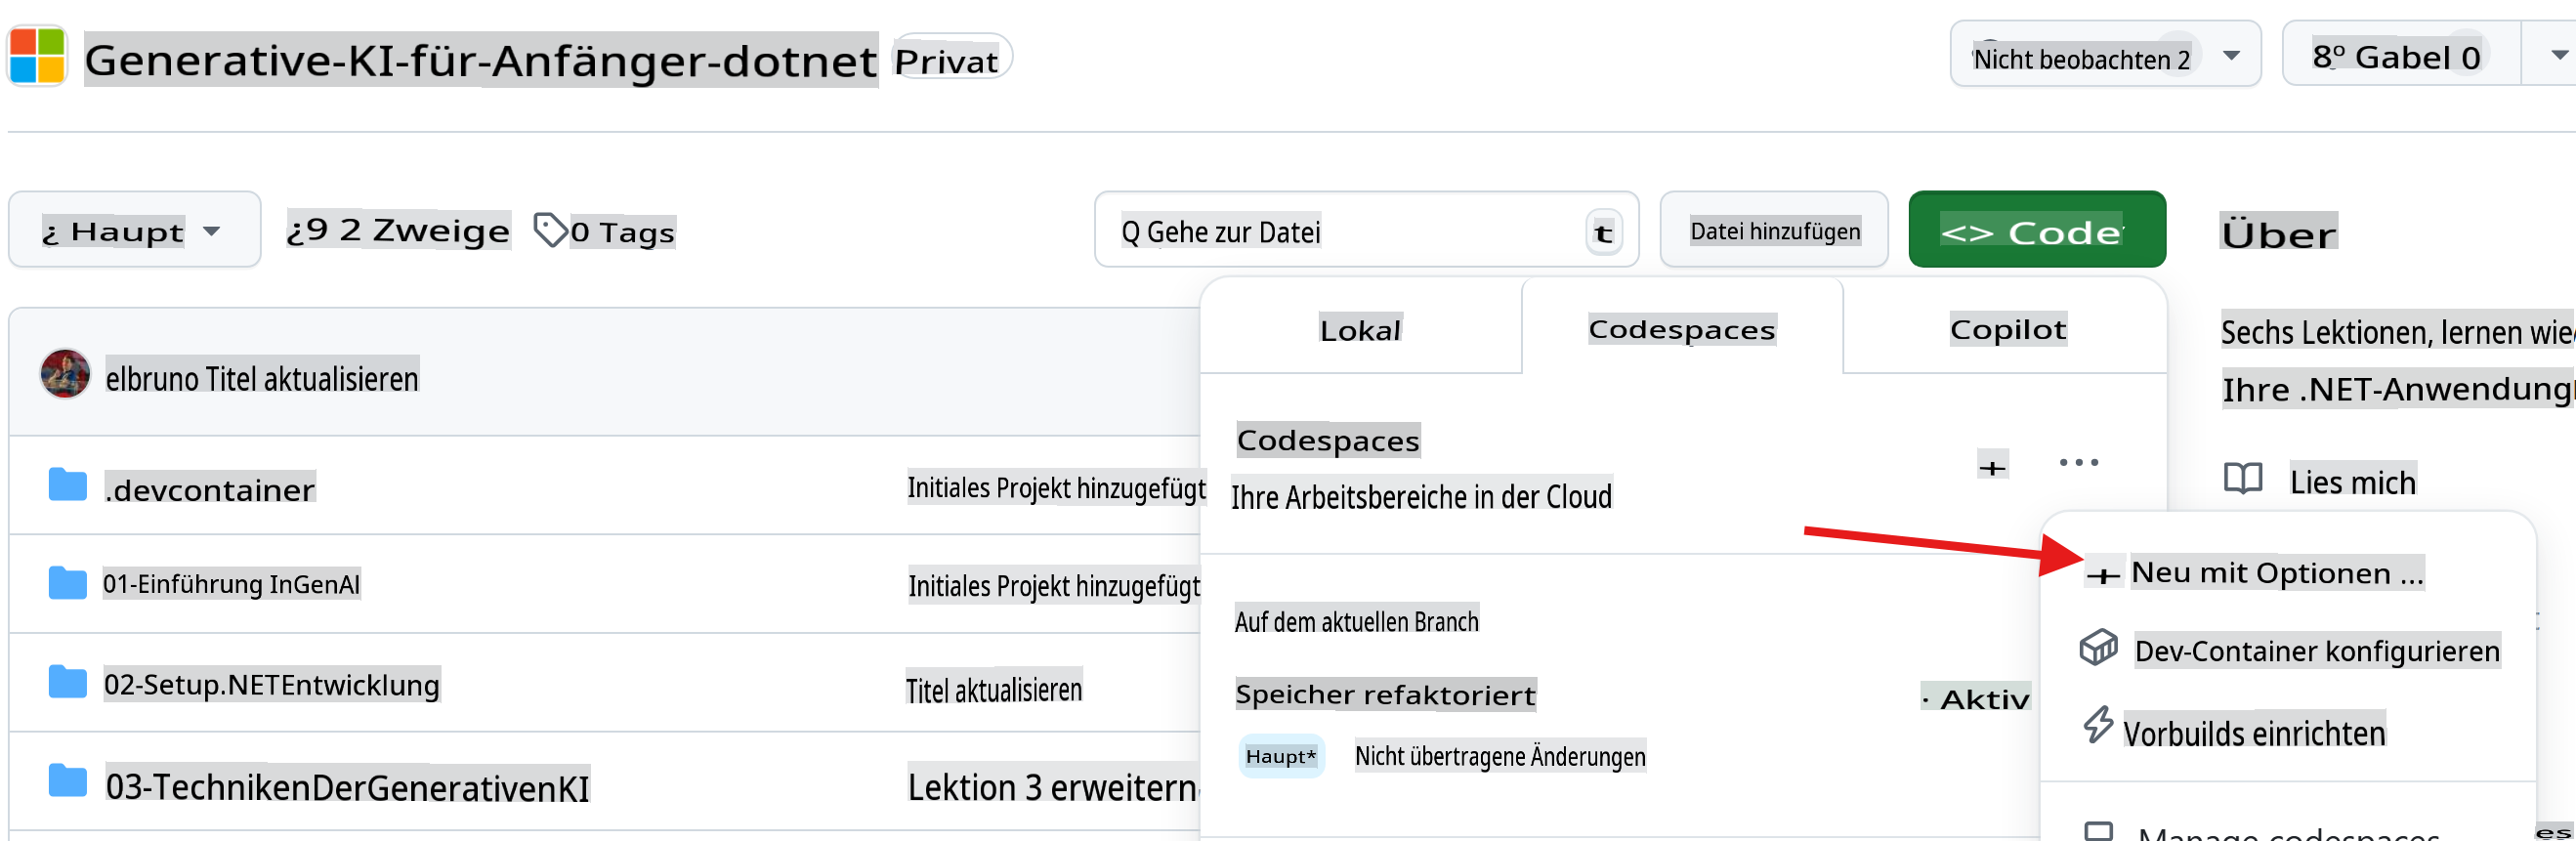 Generative-KI-für-Anfänger-dotnet Privat
Nicht beobachten 2
8º Gabel 0
¿ Haupt
¿9 2 Zweige
0 Tags
Q Gehe zur Datei
t
Datei hinzufügen
<> Code
Über
Lokal
Codespaces
Copilot
Sechs Lektionen, lernen
Ihre .NET-Anwendung
Lies mich
elbruno Titel aktualisieren
.devcontainer
Initiales Projekt hinzugefügt
01-Einführung InGenAI
Initiales Projekt hinzugefügt
02-Setup.NETEntwicklung
Titel aktualisieren
03-TechnikenDerGenerativenKI
Lektion 3 erweitern
Codespaces
+ ...
Ihre Arbeitsbereiche in der Cloud
Auf dem aktuellen Branch
Speicher refaktoriert
· Aktiv
Haupt*
Nicht übertragene Änderungen
+ Neu mit Optionen ...
Dev-Container konfigurieren
Vorbuilds einrichten
Manage codespaces